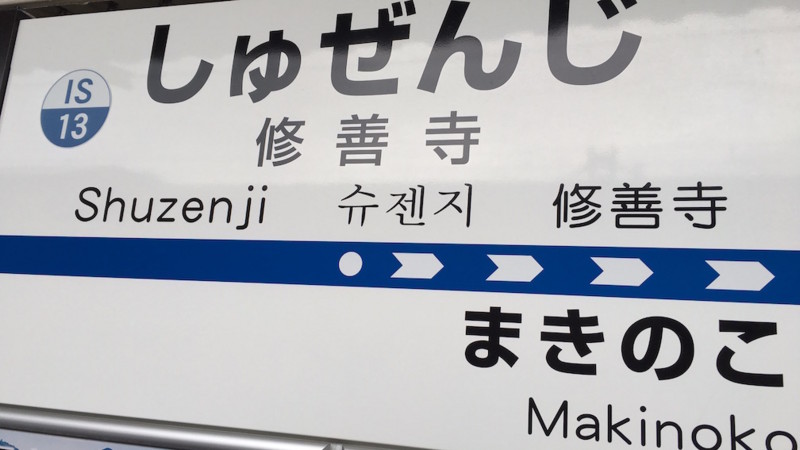 しゅぜんじ
IS
13
修善寺
Shuzenji 슈젠지 修善寺
まきのこ
Makinoko